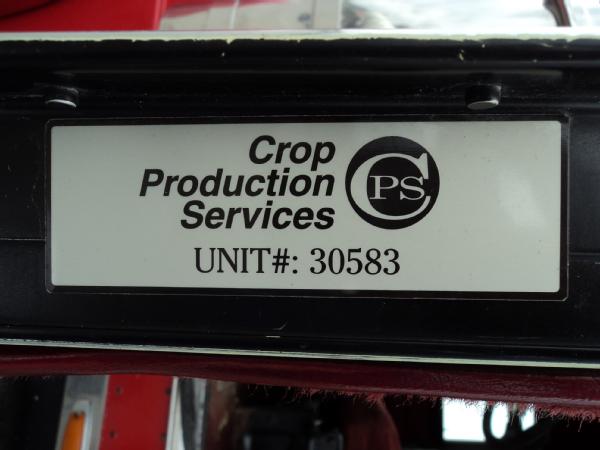 Crop
Production
Services
CPS
UNIT#: 30583